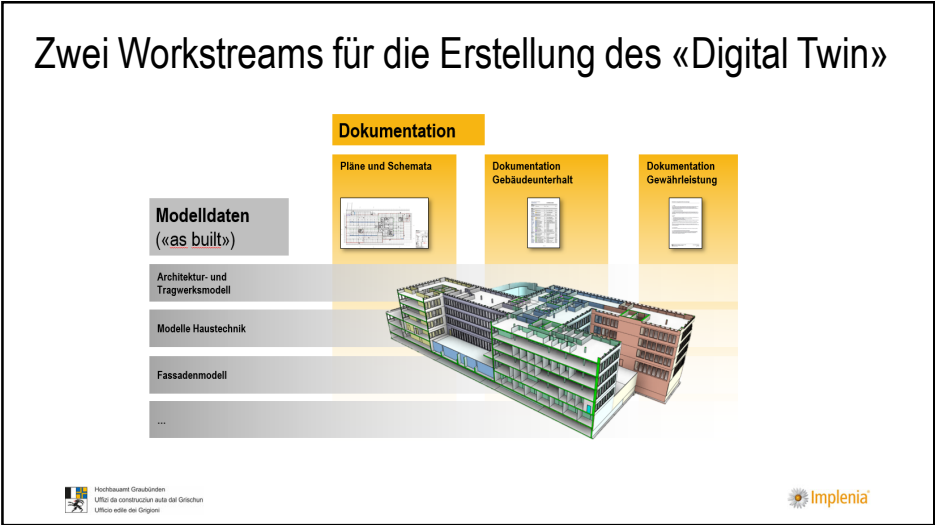 Zwei Workstreams für die Erstellung des «Digital Twin»
Dokumentation
Pläne und Schemata
Dokumentation
Gebäudeunterhalt
Dokumentation
Gewährleistung
Modelldaten
(«as built»)
Architektur- und
Tragwerksmodell
Modelle Haustechnik
Fassadenmodell
...
Hochbauamt Graubünden
Uffizi da construcziun auta dal Grischun
Ufficio edile dei Grigioni
Implenia